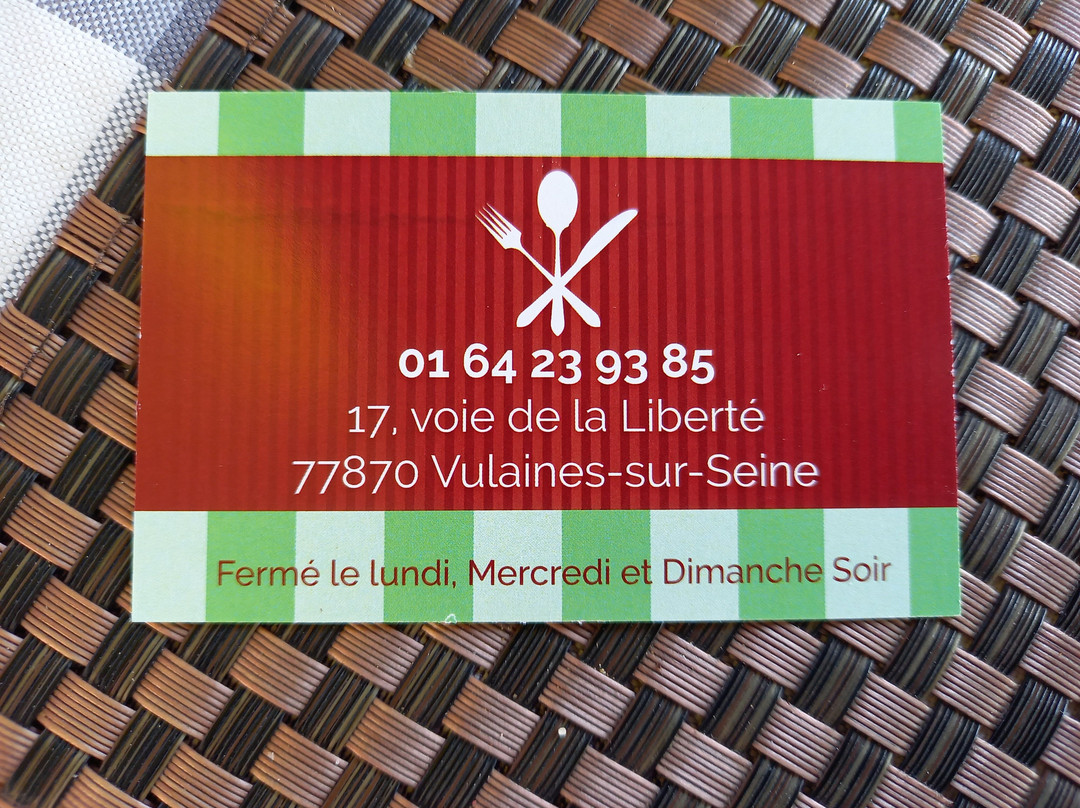 01 64 23 93 85
17, voie de la Liberté
77870 Vulaines-sur-Seine
Fermé le lundi, Mercredi et Dimanche Soir